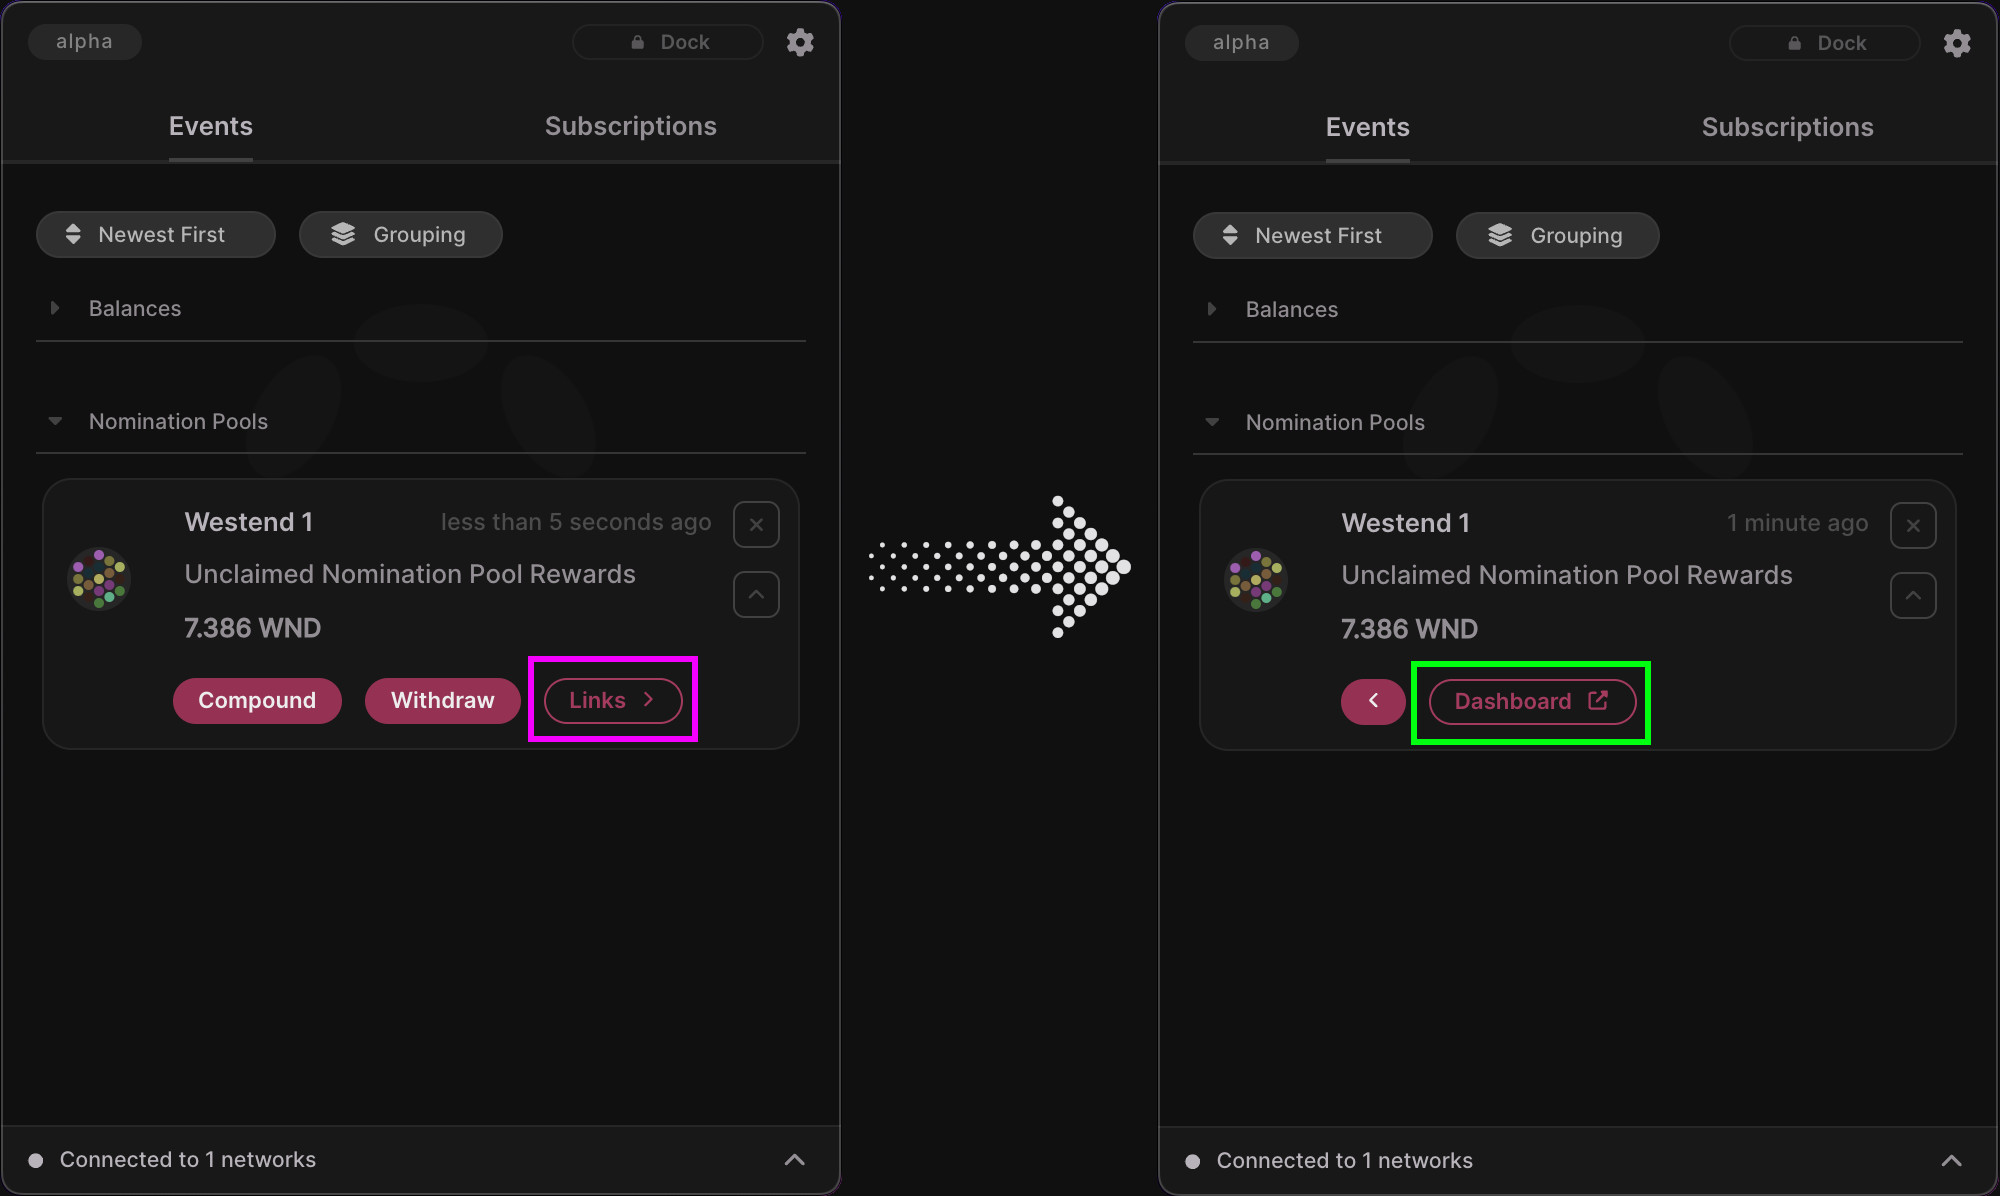 alpha
Dock
Events
Subscriptions
Newest First
Grouping
Balances
Nomination Pools
Westend 1
less than 5 seconds ago
Unclaimed Nomination Pool Rewards
7.386 WND
Compound
Withdraw
Links
Connected to 1 networks
alpha
Dock
Events
Subscriptions
Newest First
Grouping
Balances
Nomination Pools
Westend 1
1 minute ago
Unclaimed Nomination Pool Rewards
7.386 WND
Dashboard
Connected to 1 networks